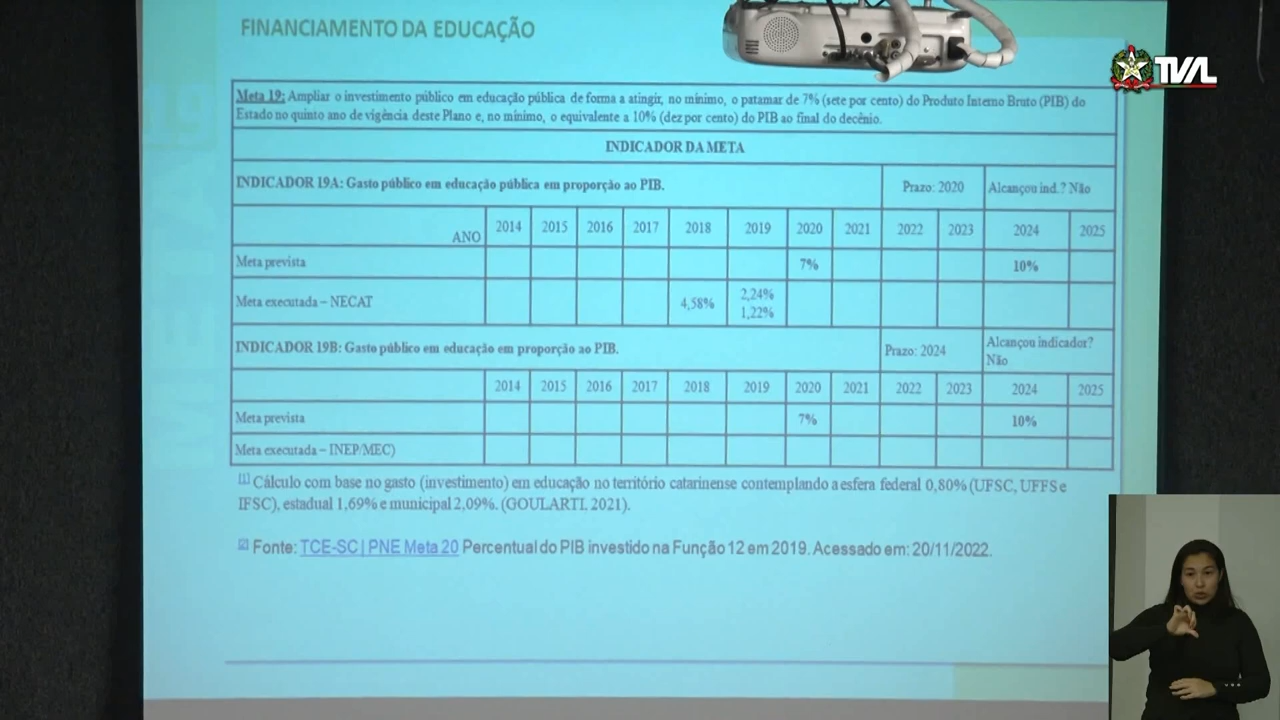 FINANCIAMENTO DA EDUCAÇÃO
TVAL
Meta 19: Ampliar o investimento público em educação pública de forma a atingir, no mínimo, o patamar de 7% (sete por cento) do Produto Interno Bruto (PIB) do
Estado no quinto ano de vigência deste Plano e, no mínimo, o equivalente a 10% (dez por cento) do PIB ao final do decênio.
INDICADOR DA META
INDICADOR 19A: Gasto público em educação pública em proporção ao PIB. Prazo: 2020 Alcançou ind.? Não
ANO 2014 2015 2016 2017 2018 2019 2020 2021 2022 2023 2024 2025
Meta prevista 7% 10%
Meta executada – NECAT 4,58% 2,24%
1,22%
INDICADOR 19B: Gasto público em educação em proporção ao PIB. Prazo: 2024 Alcançou indicador?
Não
2014 2015 2016 2017 2018 2019 2020 2021 2022 2023 2024 2025
Meta prevista 7% 10%
Meta executada – INEP/MEC)
[1] Cálculo com base no gasto (investimento) em educação no território catarinense contemplando a esfera federal 0,80% (UFSC, UFFS e
IFSC), estadual 1,69% e municipal 2,09%. (GOULARTI, 2021).
[2] Fonte: TCE-SC | PNE Meta 20 Percentual do PIB investido na Função 12 em 2019. Acessado em: 20/11/2022.